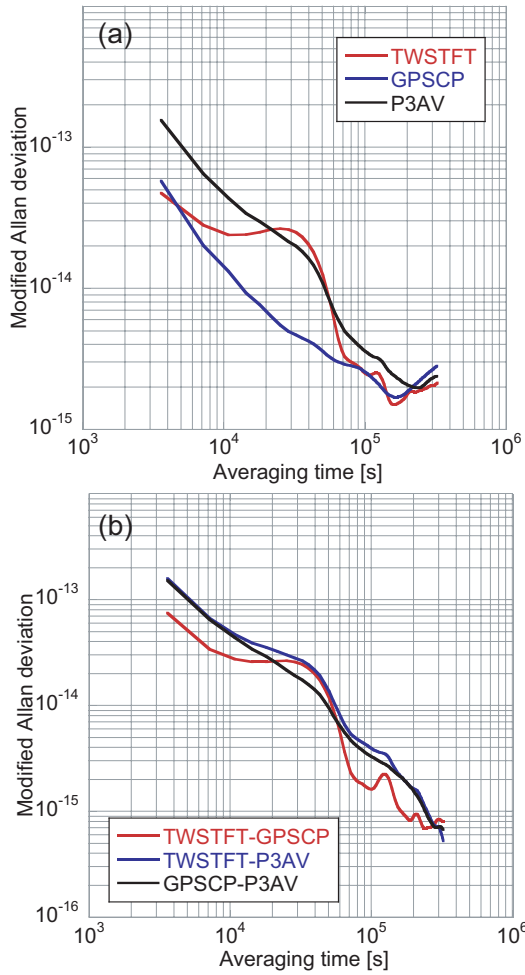 (a)
TWSTFT
GPSCP
P3AV
Modified Allan deviation
10-13
10-14
10-15
103
104
105
106
Averaging time [s]
(b)
Modified Allan deviation
10-13
10-14
10-15
10-16
TWSTFT-GPSCP
TWSTFT-P3AV
GPSCP-P3AV
103
104
105
106
Averaging time [s]